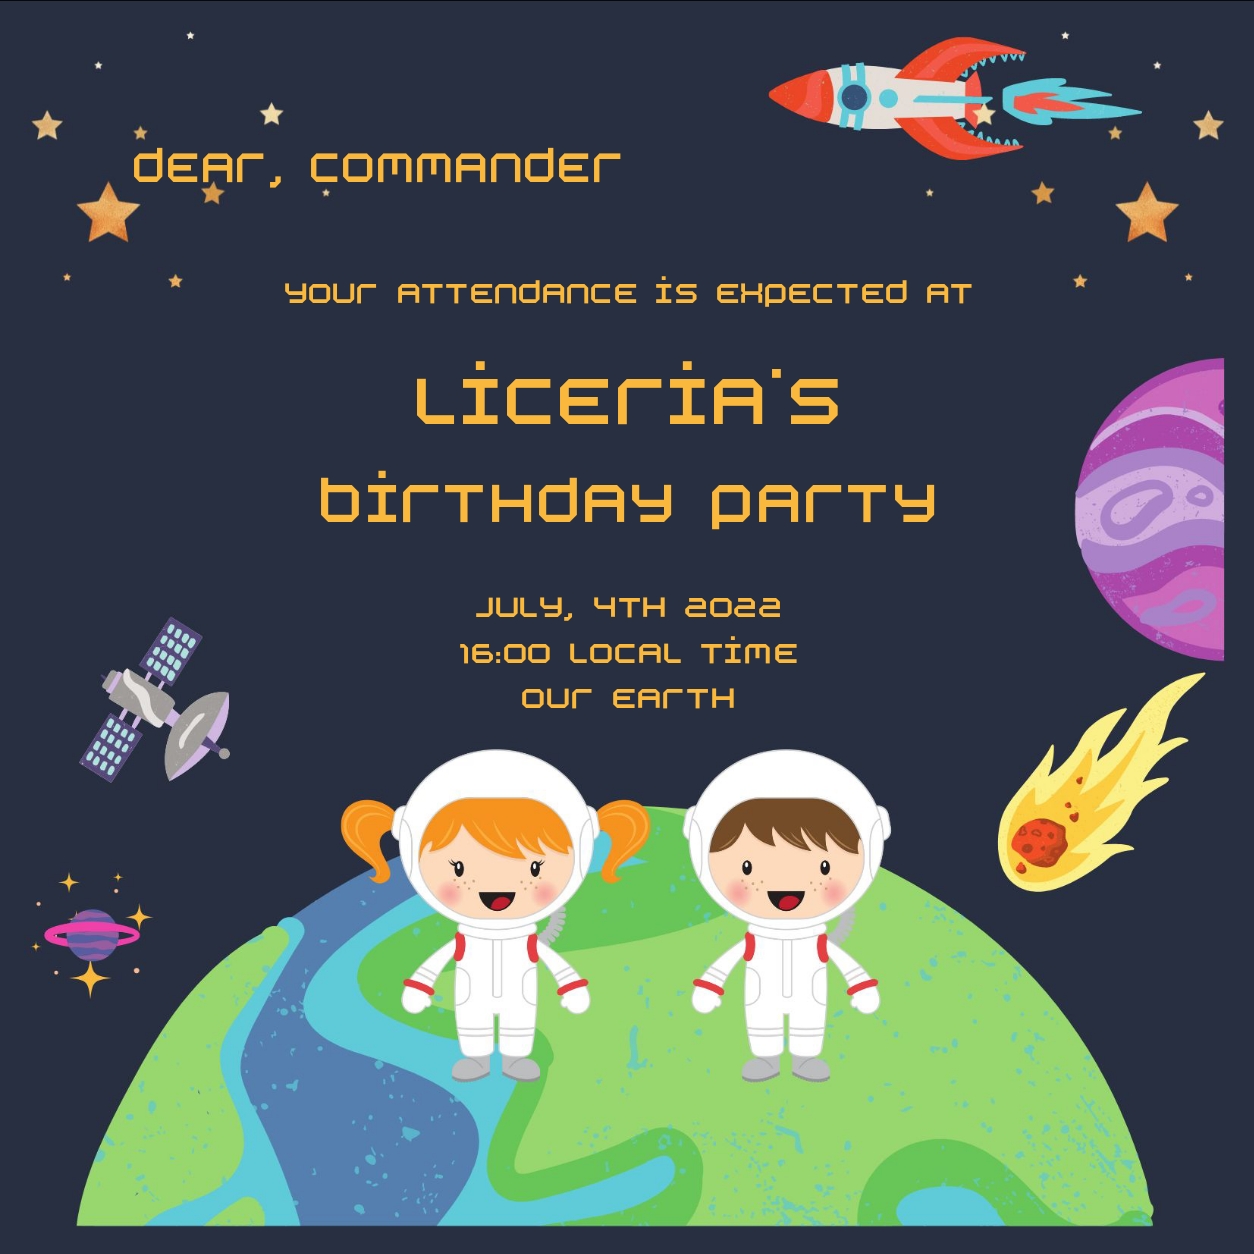 dear, commander
your attendance is expected at
Liceria's
birthday party
July, 4th 2022
16:00 LOCAL TIME
Our Earth